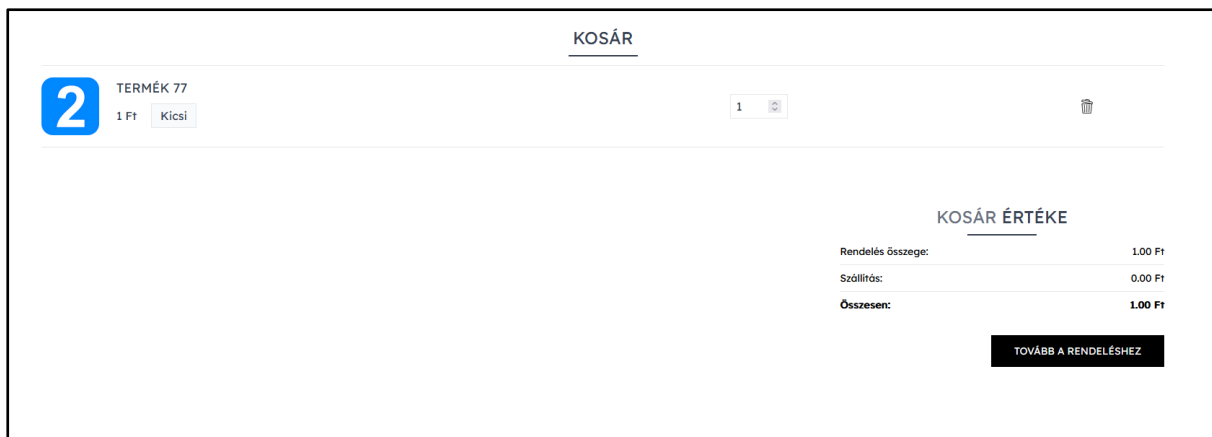 KOSÁR
2
TERMÉK 77
1 Ft Kicsi
1
KOSÁR ÉRTÉKE
Rendelés összege: 1.00 Ft
Szállítás: 0.00 Ft
Összesen: 1.00 Ft
TOVÁBB A RENDELÉSHEZ